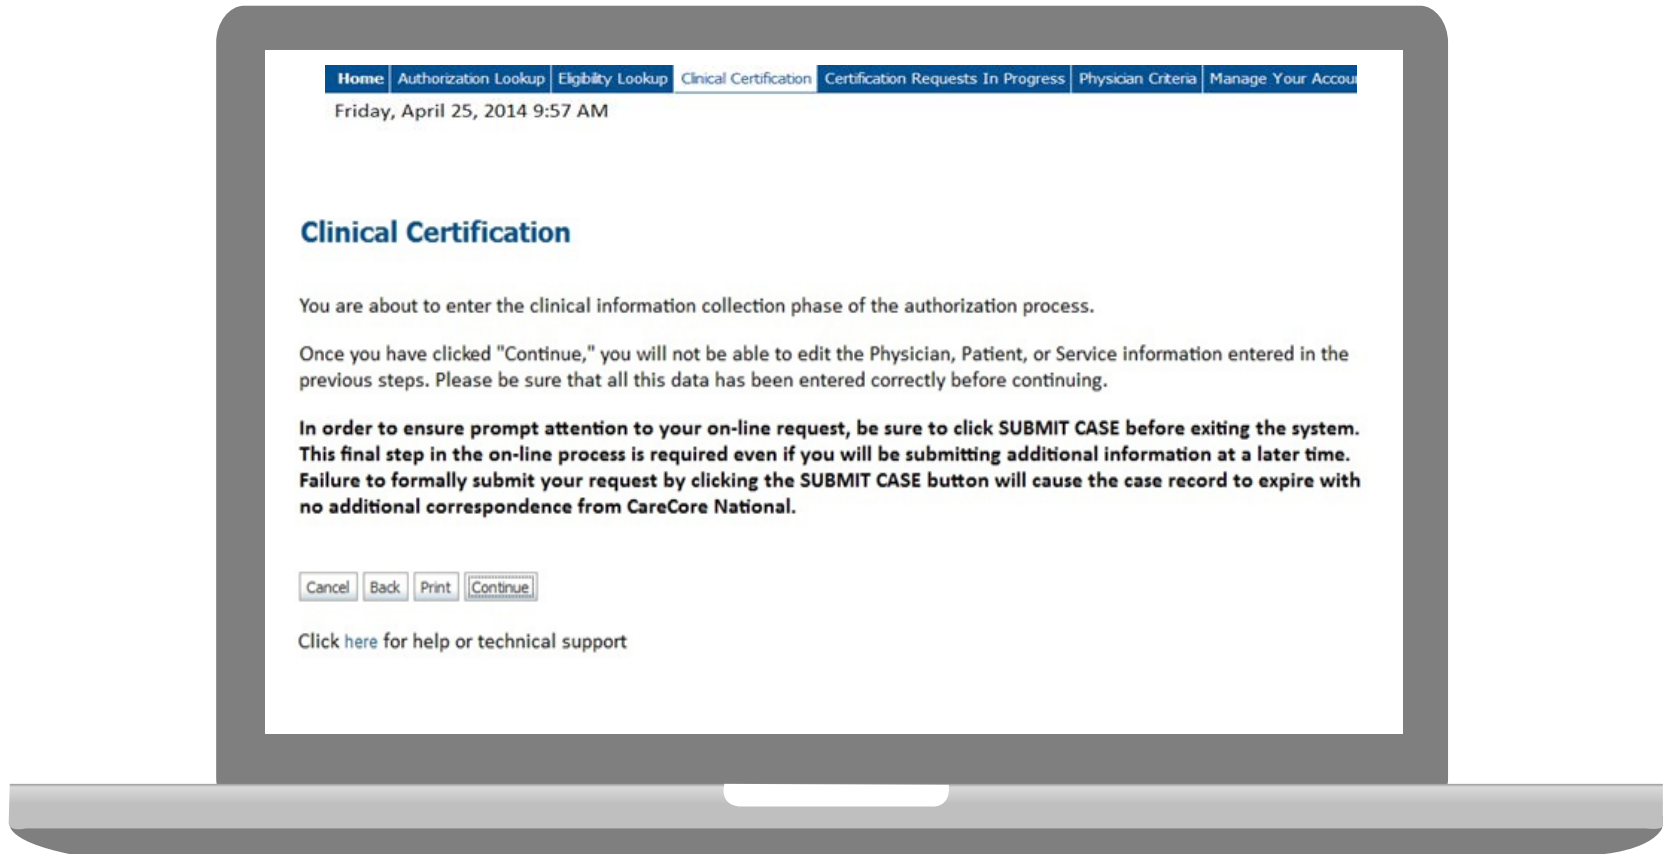 Home Authorization Lookup Eligibility Lookup Clinical Certification Certification Requests In Progress Physician Criteria Manage Your Accou
Friday, April 25, 2014 9:57 AM
Clinical Certification
You are about to enter the clinical information collection phase of the authorization process.
Once you have clicked "Continue," you will not be able to edit the Physician, Patient, or Service information entered in the
previous steps. Please be sure that all this data has been entered correctly before continuing.
In order to ensure prompt attention to your on-line request, be sure to click SUBMIT CASE before exiting the system.
This final step in the on-line process is required even if you will be submitting additional information at a later time.
Failure to formally submit your request by clicking the SUBMIT CASE button will cause the case record to expire with
no additional correspondence from CareCore National.
Cancel Back Print Continue
Click here for help or technical support